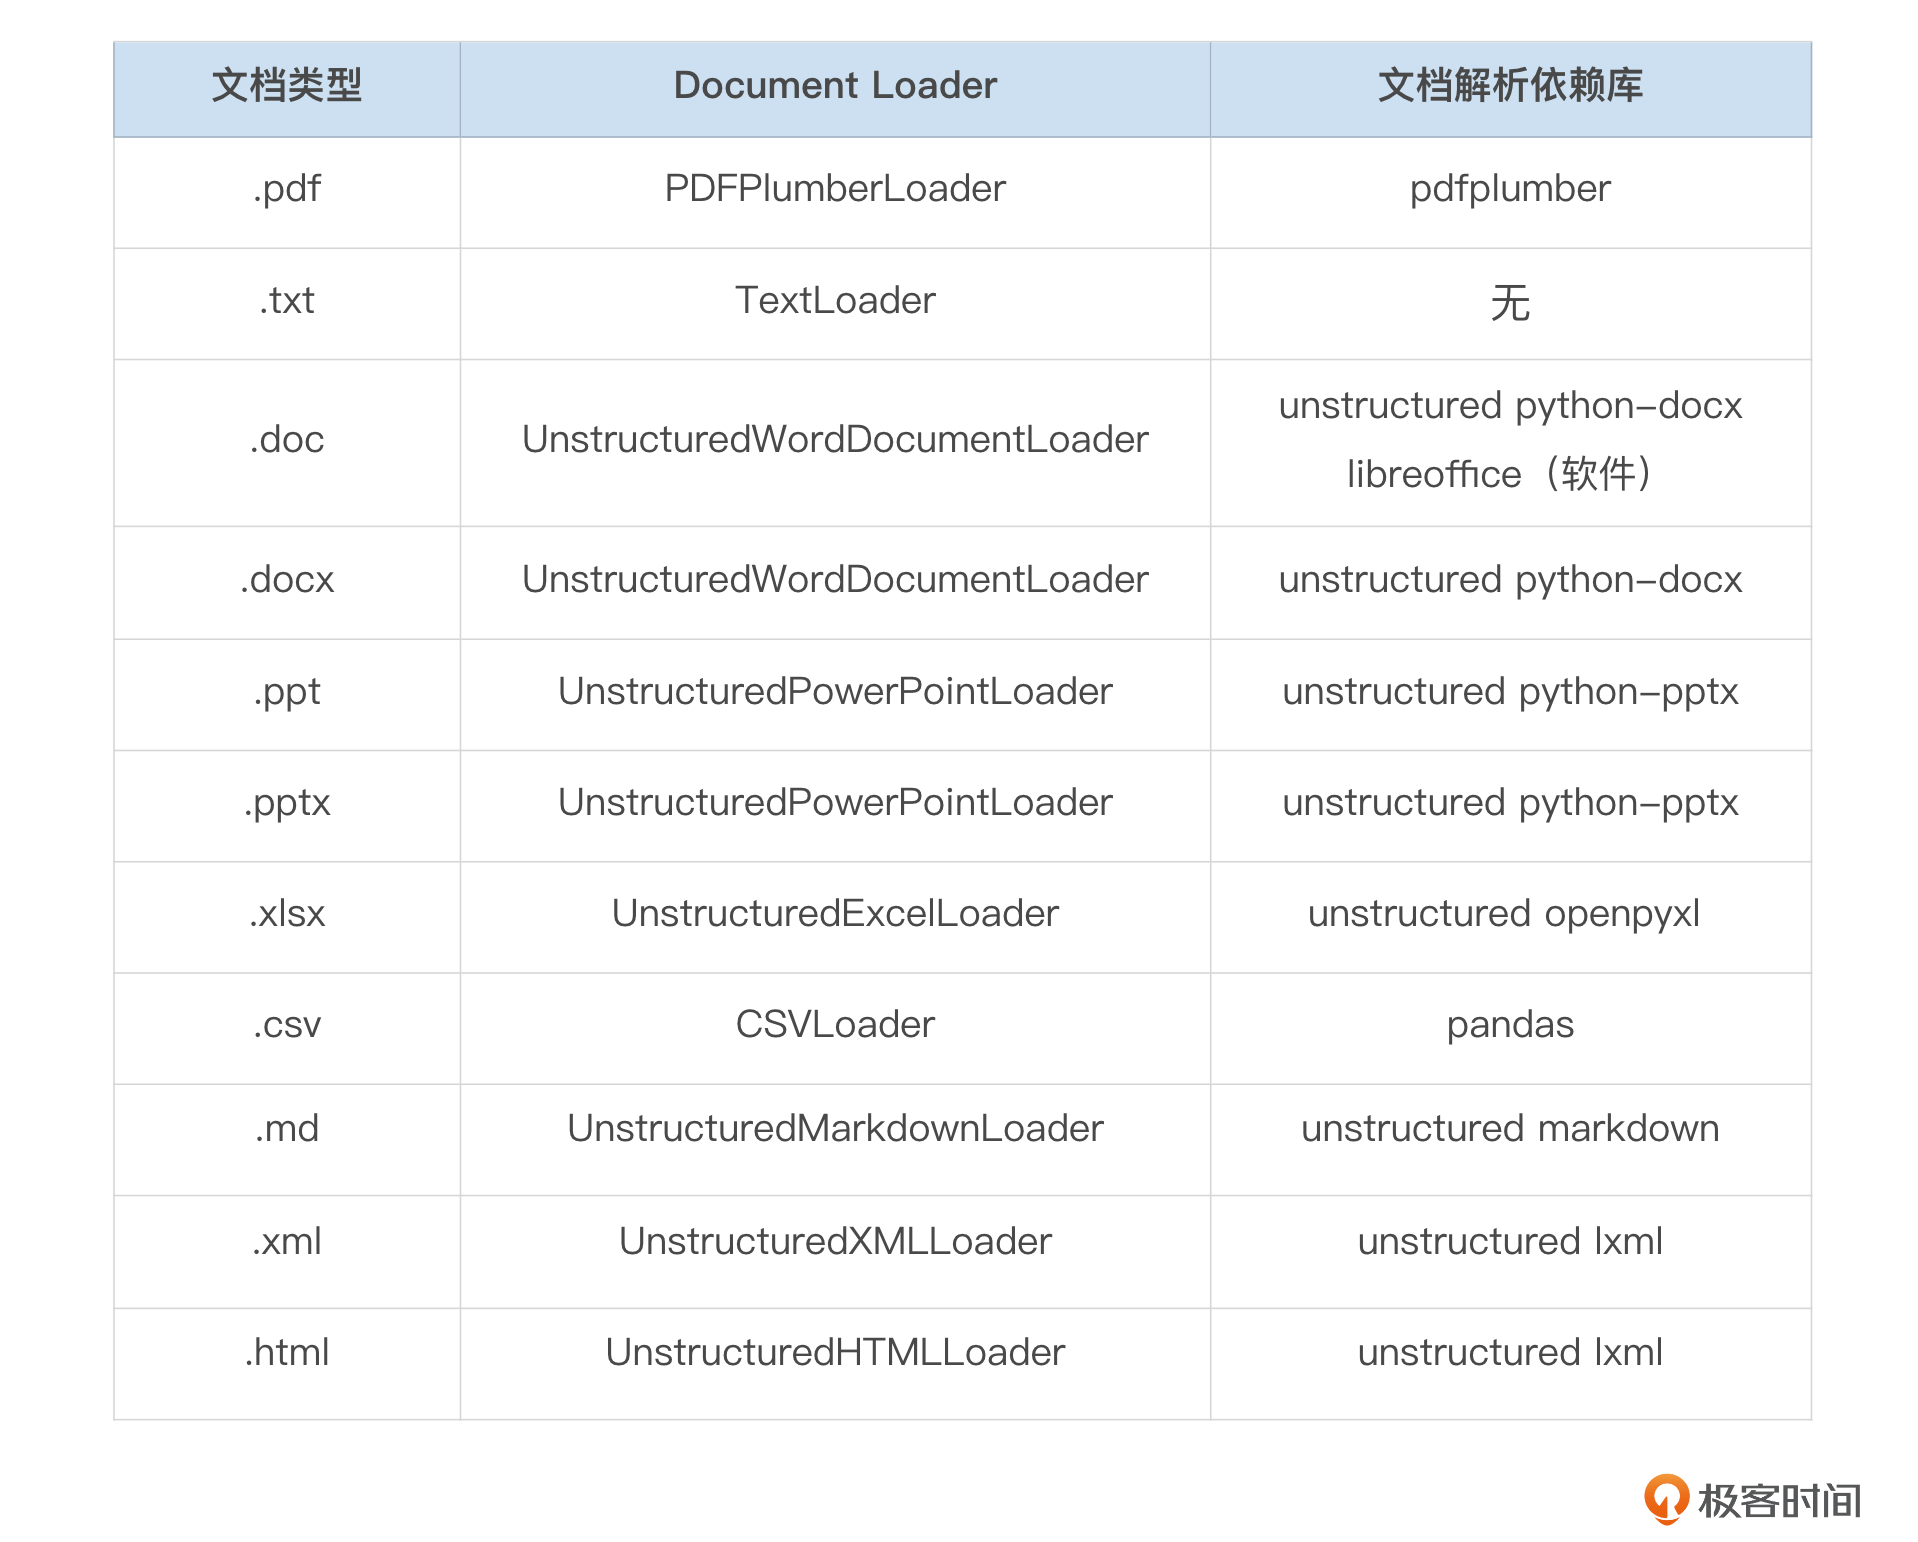 文档类型 Document Loader 文档解析依赖库
.pdf PDFPlumberLoader pdfplumber
.txt TextLoader 无
.doc UnstructuredWordDocumentLoader unstructured python-docx
libreoffice（软件）
.docx UnstructuredWordDocumentLoader unstructured python-docx
.ppt UnstructuredPowerPointLoader unstructured python-pptx
.pptx UnstructuredPowerPointLoader unstructured python-pptx
.xlsx UnstructuredExcelLoader unstructured openpyxl
.csv CSVLoader pandas
.md UnstructuredMarkdownLoader unstructured markdown
.xml UnstructuredXMLLoader unstructured lxml
.html UnstructuredHTMLLoader unstructured lxml
极客时间